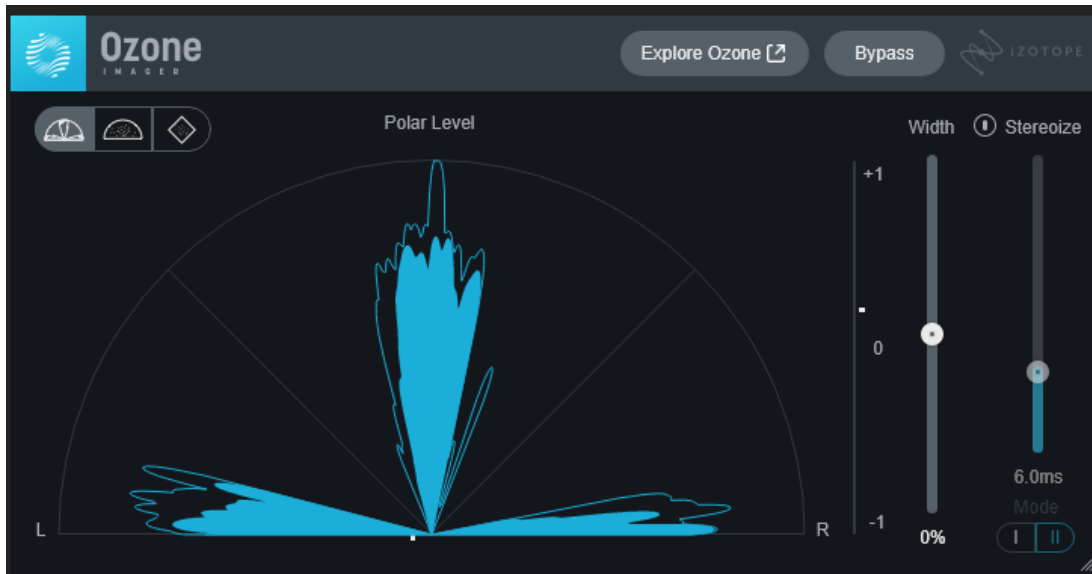 Ozone
IMAGER
Explore Ozone
Bypass
iZOTOPE
Polar Level
Width
Stereoize
+1
0
-1
L
R
0%
6.0ms
Mode
I
II